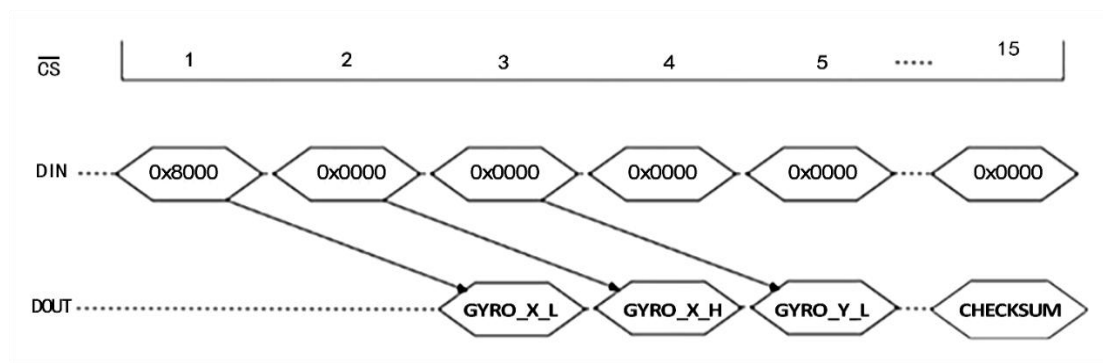 CS 1 2 3 4 5 ..... 15
DIN 0x8000 0x0000 0x0000 0x0000 0x0000 0x0000
DOUT GYRO_X_L GYRO_X_H GYRO_Y_L CHECKSUM